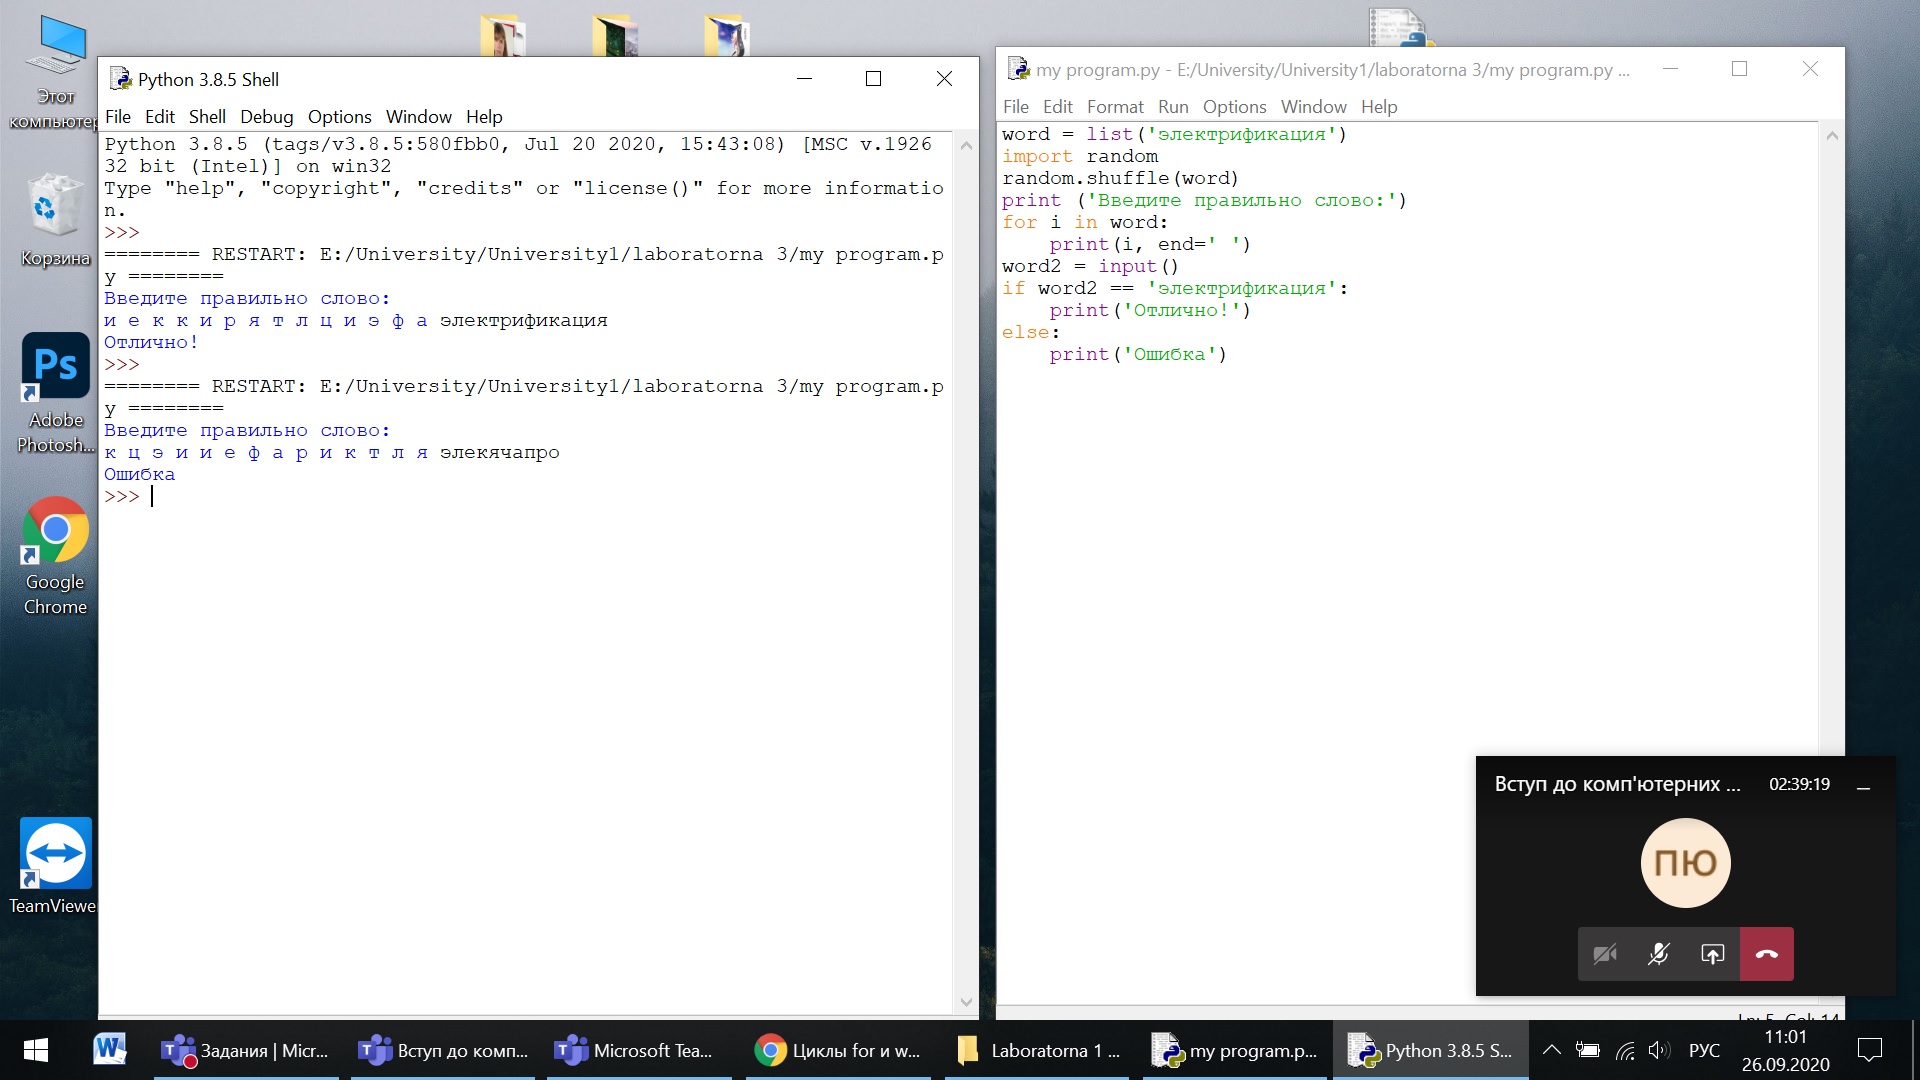 Этот
компьютер
Корзина
Ps
Adobe
Photosh...
Google
Chrome
TeamViewer
Python 3.8.5 Shell
File Edit Shell Debug Options Window Help
Python 3.8.5 (tags/v3.8.5:580fbb0, Jul 20 2020, 15:43:08) [MSC v.1926
32 bit (Intel)] on win32
Type "help", "copyright", "credits" or "license()" for more informatio
n.
>>>
======== RESTART: E:/University/University1/laboratorna 3/my program.p
y ========
Введите правильно слово:
и е к к и р я т л ц и э ф а электрификация
Отлично!
>>>
======== RESTART: E:/University/University1/laboratorna 3/my program.p
y ========
Введите правильно слово:
к ц э и и е ф а р и к т л я элекячапро
Ошибка
>>>
my program.py - E:/University/University1/laboratorna 3/my program.py ...
File Edit Format Run Options Window Help
word = list('электрификация')
import random
random.shuffle(word)
print ('Введите правильно слово:')
for i in word:
    print(i, end=' ')
word2 = input()
if word2 == 'электрификация':
    print('Отлично!')
else:
    print('Ошибка')
Ln: 5 Col: 14
Вступ до комп'ютерних ... 02:39:19
ПЮ
Задания | Micr...
Вступ до комп...
Microsoft Tea...
Циклы for и w...
Laboratorna 1 ...
my program.p...
Python 3.8.5 S...
РУС
11:01
26.09.2020